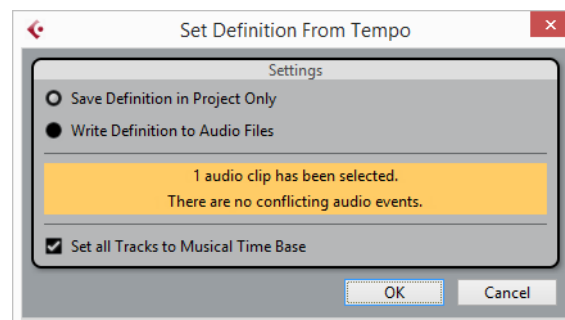 Set Definition From Tempo
Settings
Save Definition in Project Only
Write Definition to Audio Files
1 audio clip has been selected.
There are no conflicting audio events.
Set all Tracks to Musical Time Base
OK
Cancel